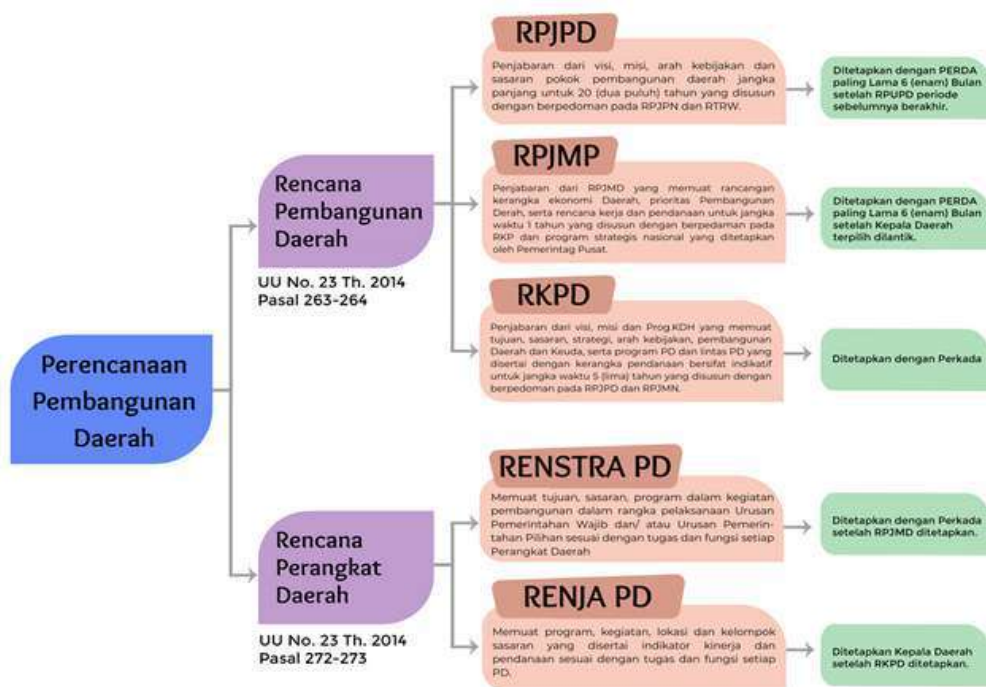 Perencanaan
Pembangunan
Daerah
Rencana
Pembangunan
Daerah
UU No. 23 Th. 2014
Pasal 263-264
RPJPD
Penjabaran dari visi, misi, arah kebijakan dan
sasaran pokok pembangunan daerah jangka
panjang untuk 20 (dua puluh) tahun yang disusun
dengan berpedoman pada RPJPN dan RTRW.
Ditetapkan dengan PERDA
paling Lama 6 (enam) Bulan
setelah RPUPD periode
sebelumnya berakhir.
RPJMP
Penjabaran dari RPJMD yang memuat rancangan
kerangka ekonomi Daerah, prioritas Pembangunan
Derah, serta rencana kerja dan pendanaan untuk jangka
waktu 1 tahun yang disusun dengan berpedaman pada
RKP dan program strategis nasional yang ditetapkan
oleh Pemerintag Pusat.
Ditetapkan dengan PERDA
paling Lama 6 (enam) Bulan
setelah Kepala Daerah
terpilih dilantik.
RKPD
Penjabaran dari visi, misi dan Prog.KDH yang memuat
tujuan, sasaran, strategi, arah kebijakan, pembangunan
Daerah dan Keuda, serta program PD dan lintas PD yang
disertai dengan kerangka pendanaan bersifat indikatif
untuk jangka waktu 5 (lima) tahun yang disusun dengan
berpedoman pada RPJPD dan RPJMN.
Ditetapkan dengan Perkada
Rencana
Perangkat
Daerah
UU No. 23 Th. 2014
Pasal 272-273
RENSTRA PD
Memuat tujuan, sasaran, program dalam kegiatan
pembangunan dalam rangka pelaksanaan Urusan
Pemerintahan Wajib dan/ atau Urusan Pemerin-
tahan Pilihan sesuai dengan tugas dan fungsi setiap
Perangkat Daerah
Ditetapkan dengan Perkada
setelah RPJMD ditetapkan.
RENJA PD
Memuat program, kegiatan, lokasi dan kelompok
sasaran yang disertai indikator kinerja dan
pendanaan sesuai dengan tugas dan fungsi setiap
PD.
Ditetapkan Kepala Daerah
setelah RKPD ditetapkan.